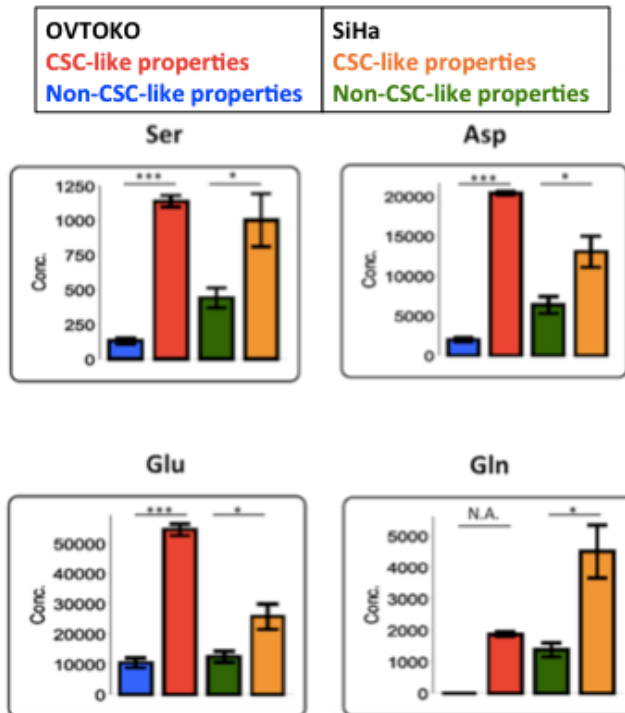 OVTOKO
CSC-like properties
Non-CSC-like properties
SiHa
CSC-like properties
Non-CSC-like properties
Ser
***
*
1250
1000
750
500
250
0
Conc.
Asp
***
*
20000
15000
10000
5000
0
Conc.
Glu
***
*
50000
40000
30000
20000
10000
0
Conc.
Gln
N.A.
*
5000
4000
3000
2000
1000
0
Conc.